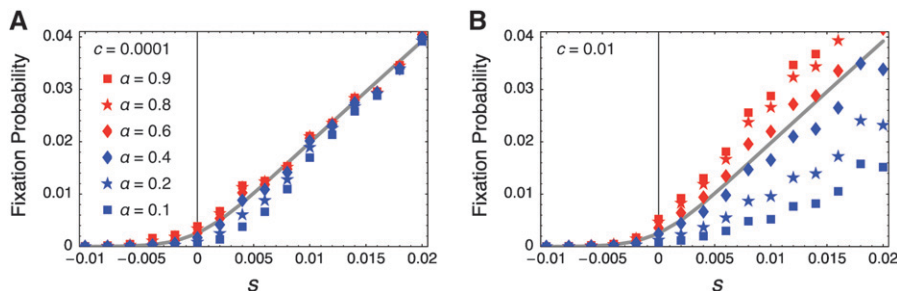 A
c = 0.0001
α = 0.9
α = 0.8
α = 0.6
α = 0.4
α = 0.2
α = 0.1
Fixation Probability
0.04
0.03
0.02
0.01
0
−0.01 −0.005 0 0.005 0.01 0.015 0.02
s
B
c = 0.01
Fixation Probability
0.04
0.03
0.02
0.01
0
−0.01 −0.005 0 0.005 0.01 0.015 0.02
s